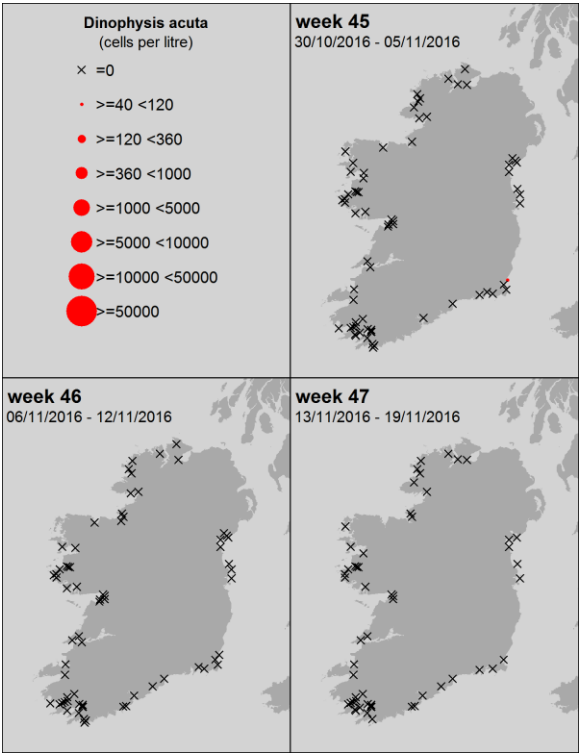 Dinophysis acuta
(cells per litre)
=0
>=40 <120
>=120 <360
>=360 <1000
>=1000 <5000
>=5000 <10000
>=10000 <50000
>=50000
week 45
30/10/2016 - 05/11/2016
week 46
06/11/2016 - 12/11/2016
week 47
13/11/2016 - 19/11/2016